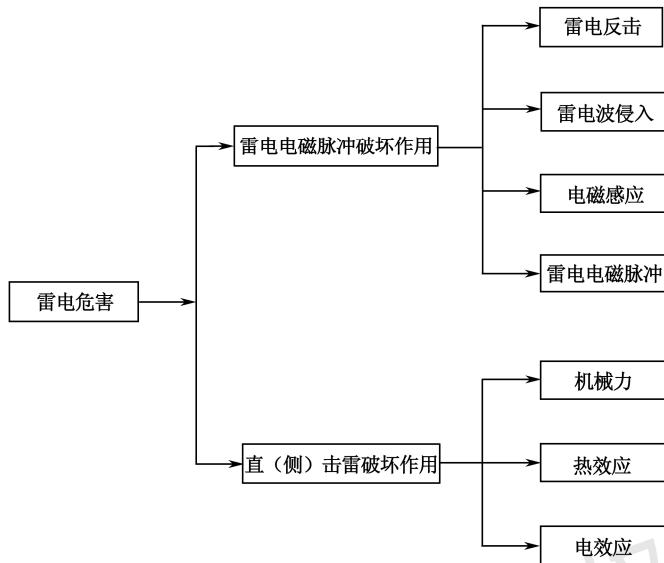 雷电危害
雷电电磁脉冲破坏作用
雷电反击
雷电波侵入
电磁感应
雷电电磁脉冲
直（侧）击雷破坏作用
机械力
热效应
电效应